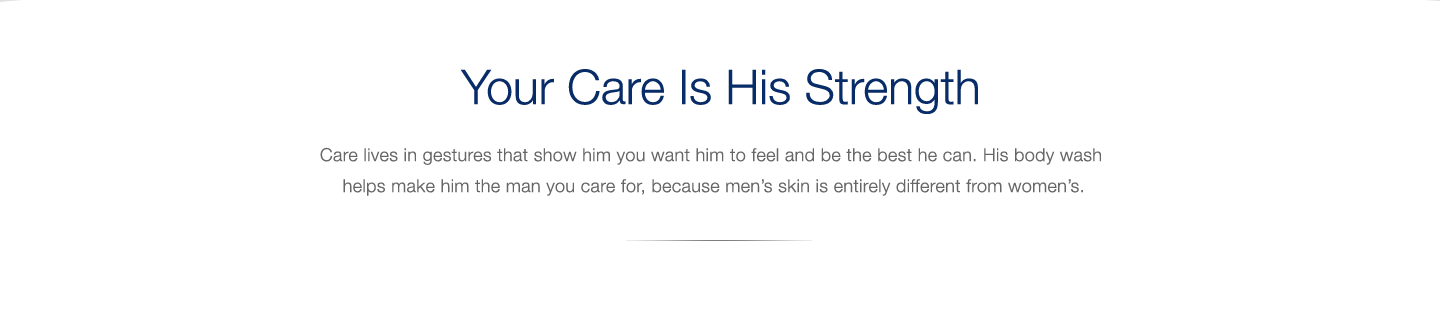 Your Care Is His Strength
Care lives in gestures that show him you want him to feel and be the best he can. His body wash
helps make him the man you care for, because men’s skin is entirely different from women’s.